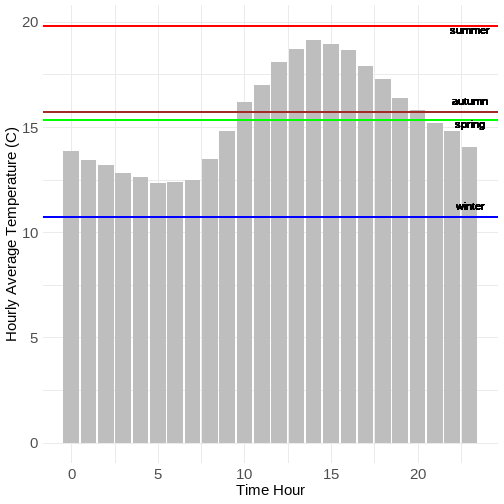 20
15
10
5
0
summer
autumn
spring
winter
Hourly Average Temperature (C)
0 5 10 15 20
Time Hour